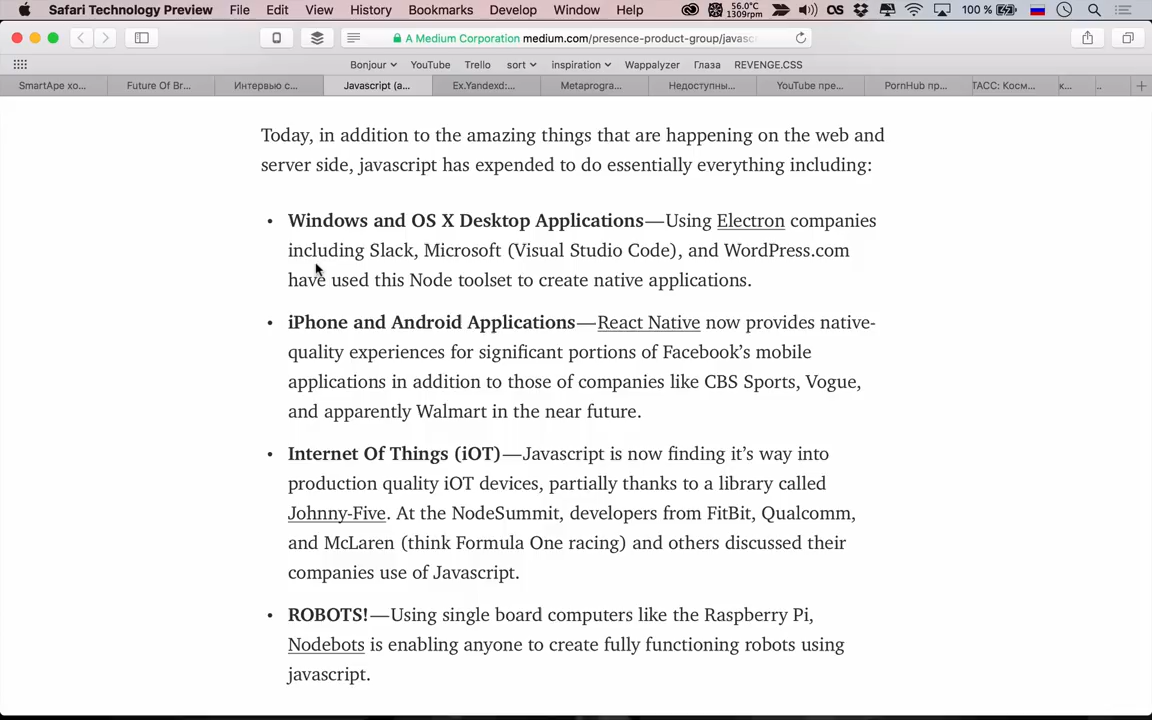 Safari Technology Preview File Edit View History Bookmarks Develop Window Help 56.0°C 1309rpm 100 %
A Medium Corporation medium.com/presence-product-group/javasc
Bonjour YouTube Trello sort inspiration Wappalyzer Глаза REVENGE.CSS
SmartApe хо... Future Of Br... Интервью с... Javascript (a... Ex.Yandexd:... Metaprogra... Недоступны... YouTube пре... PornHub пр... ТАСС: Косм... к... ..
Today, in addition to the amazing things that are happening on the web and
server side, javascript has expended to do essentially everything including:
• Windows and OS X Desktop Applications—Using Electron companies
including Slack, Microsoft (Visual Studio Code), and WordPress.com
have used this Node toolset to create native applications.
• iPhone and Android Applications—React Native now provides native-
quality experiences for significant portions of Facebook’s mobile
applications in addition to those of companies like CBS Sports, Vogue,
and apparently Walmart in the near future.
• Internet Of Things (iOT)—Javascript is now finding it’s way into
production quality iOT devices, partially thanks to a library called
Johnny-Five. At the NodeSummit, developers from FitBit, Qualcomm,
and McLaren (think Formula One racing) and others discussed their
companies use of Javascript.
• ROBOTS!—Using single board computers like the Raspberry Pi,
Nodebots is enabling anyone to create fully functioning robots using
javascript.